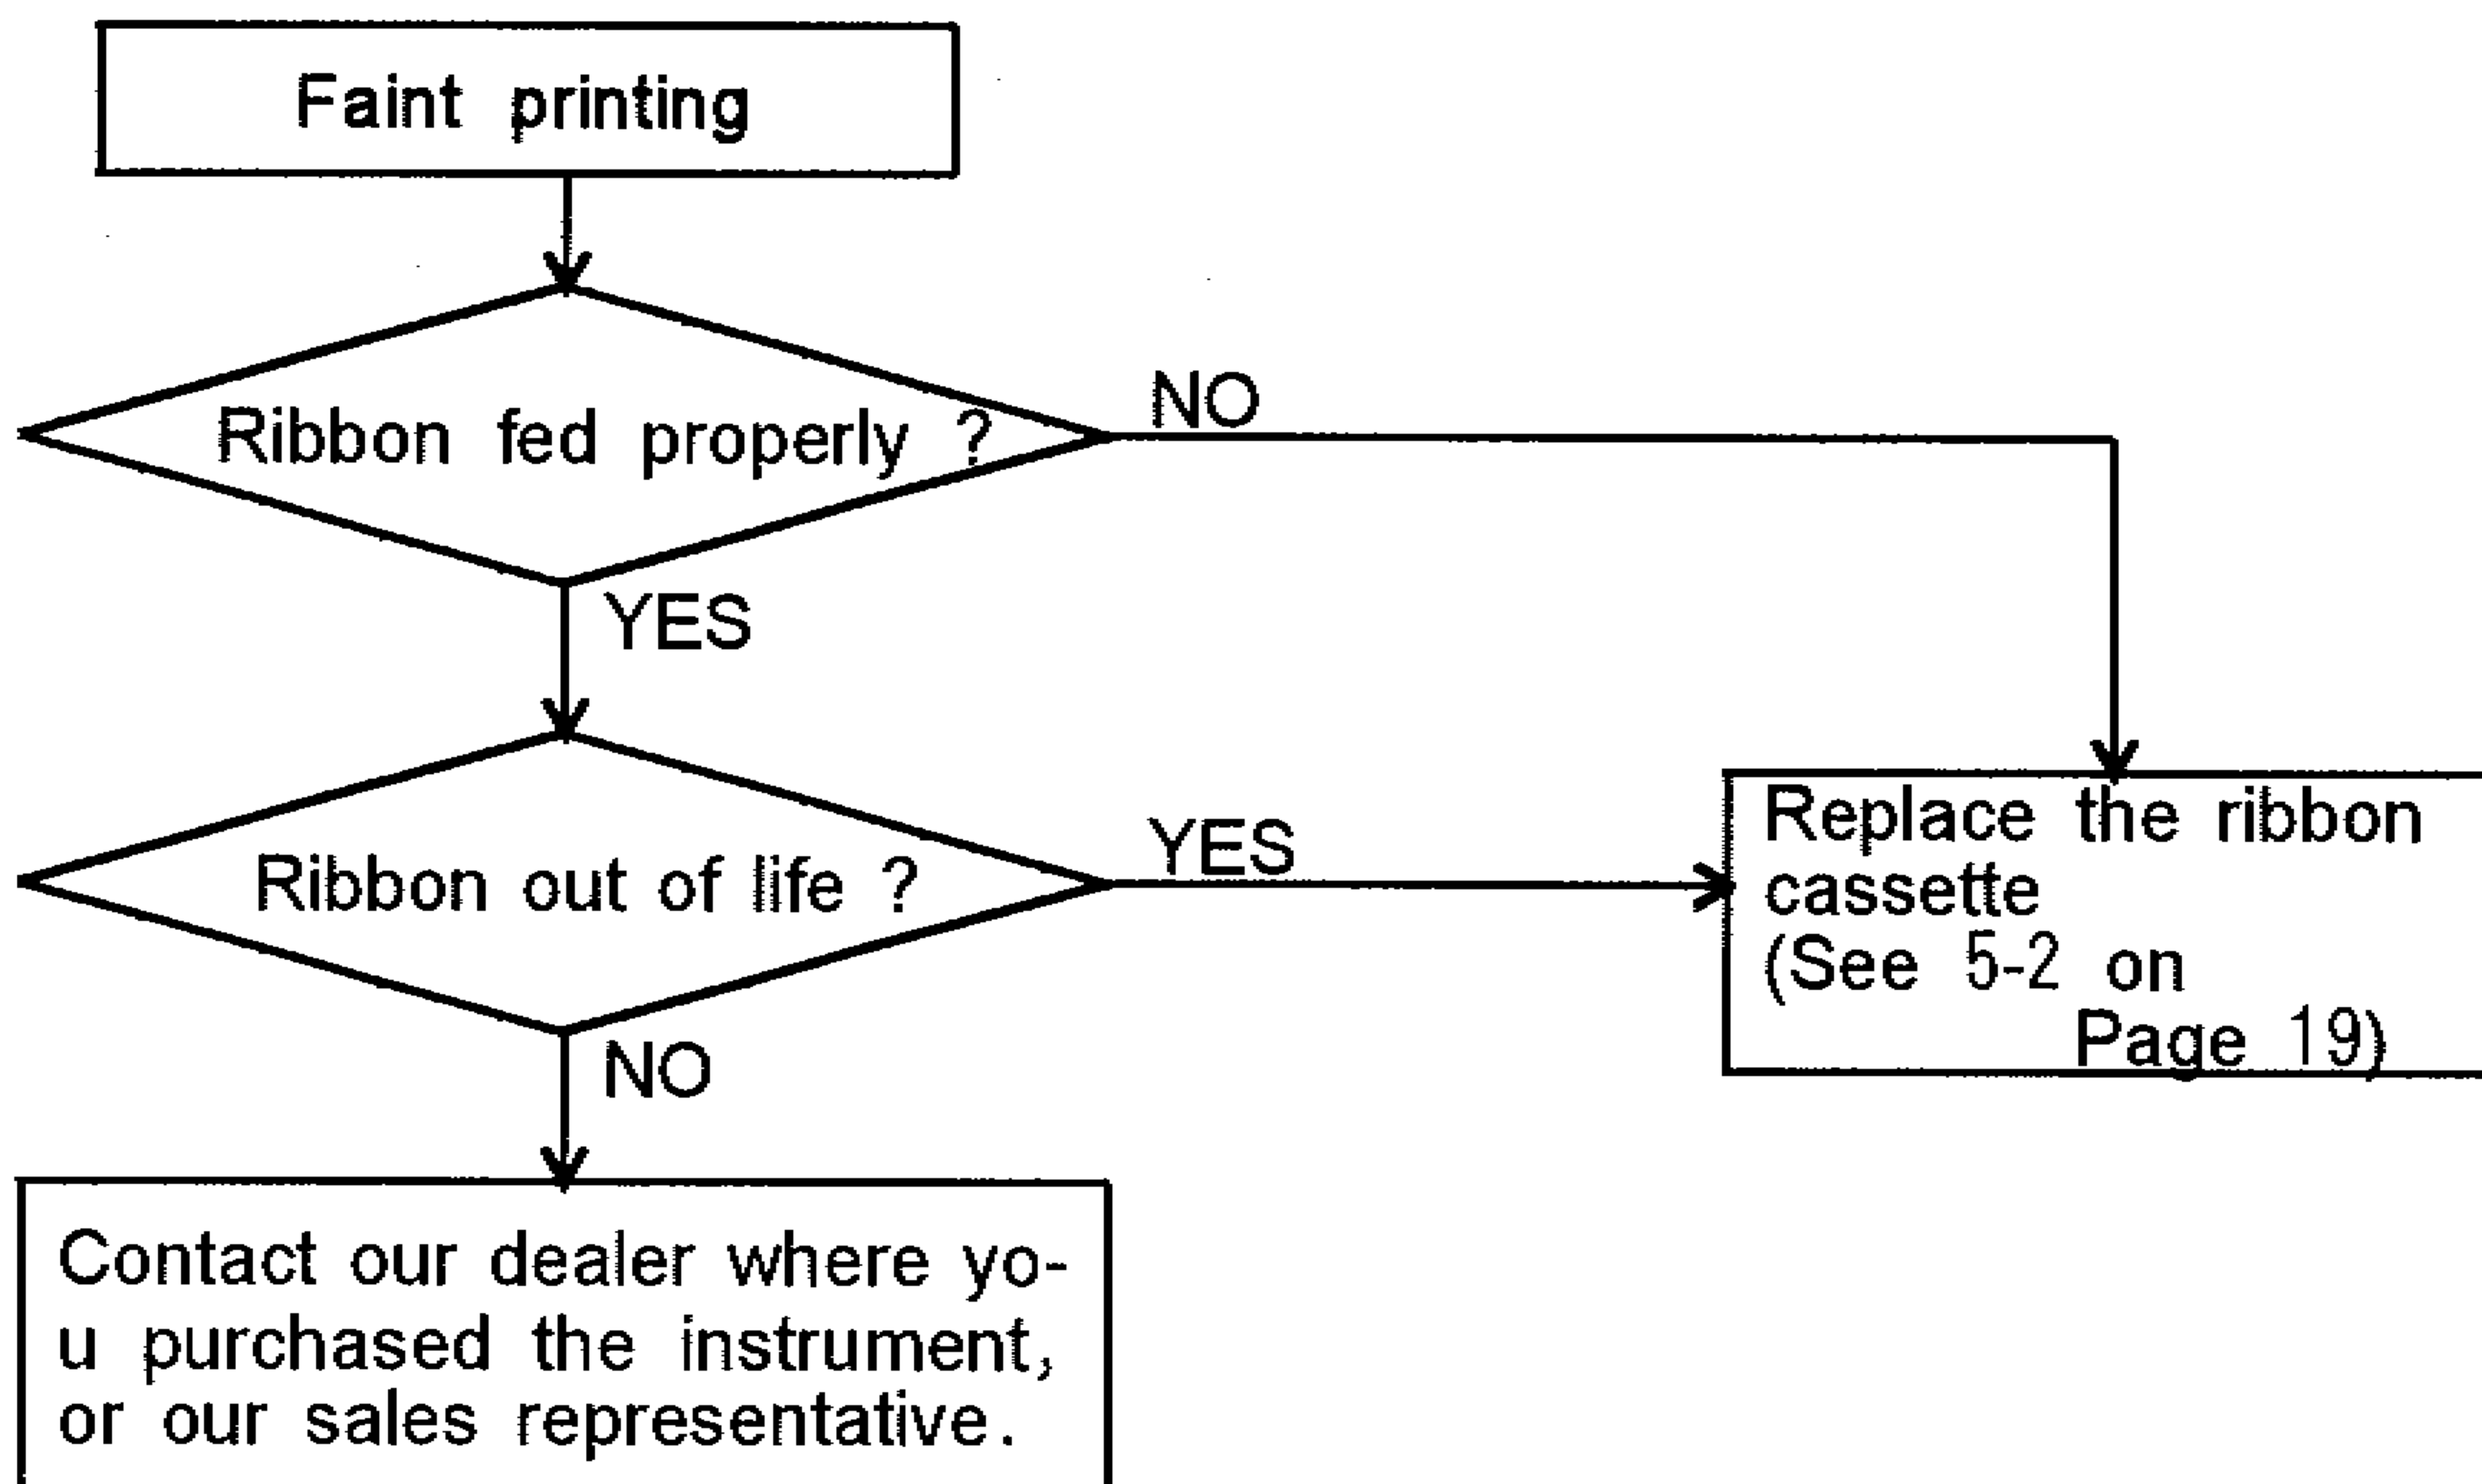 Faint printing
Ribbon fed properly ?
NO
YES
Ribbon out of life ?
YES
Replace the ribbon
cassette
(See 5-2 on
Page 19)
NO
Contact our dealer where yo-
u purchased the instrument,
or our sales representative.